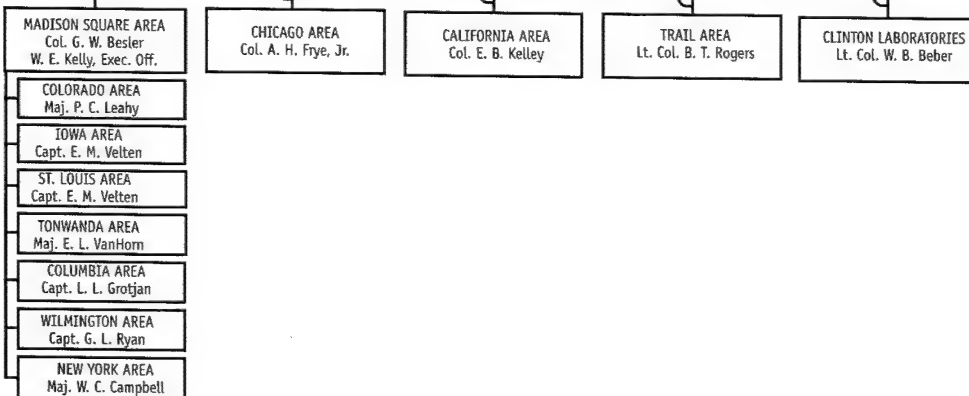 MADISON SQUARE AREA
Col. G. W. Besler
W. E. Kelly, Exec. Off.
CHICAGO AREA
Col. A. H. Frye, Jr.
CALIFORNIA AREA
Col. E. B. Kelley
TRAIL AREA
Lt. Col. B. T. Rogers
CLINTON LABORATORIES
Lt. Col. W. B. Beber
COLORADO AREA
Maj. P. C. Leahy
IOWA AREA
Capt. E. M. Velten
ST. LOUIS AREA
Capt. E. M. Velten
TONWANDA AREA
Maj. E. L. VanHorn
COLUMBIA AREA
Capt. L. L. Grotjan
WILMINGTON AREA
Capt. G. L. Ryan
NEW YORK AREA
Maj. W. C. Campbell